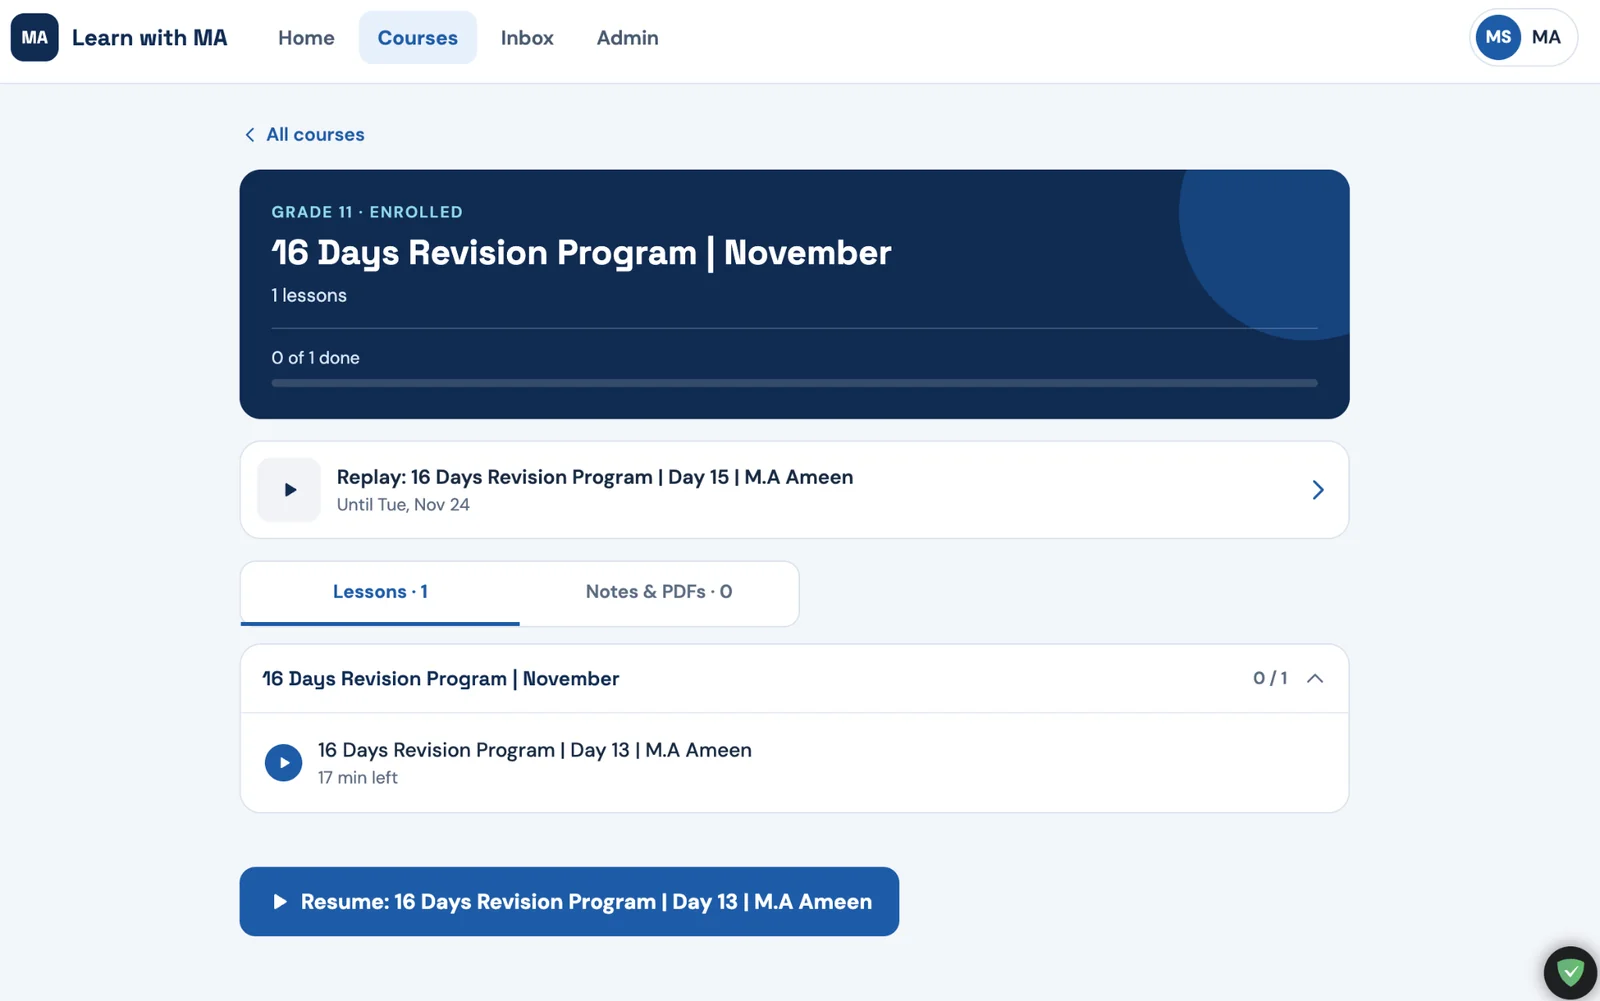 MA Learn with MA Home Courses Inbox Admin MS MA
All courses
GRADE 11 · ENROLLED
16 Days Revision Program | November
1 lessons
0 of 1 done
Replay: 16 Days Revision Program | Day 15 | M.A Ameen
Until Tue, Nov 24
Lessons · 1 Notes & PDFs · 0
16 Days Revision Program | November 0 / 1
16 Days Revision Program | Day 13 | M.A Ameen
17 min left
Resume: 16 Days Revision Program | Day 13 | M.A Ameen